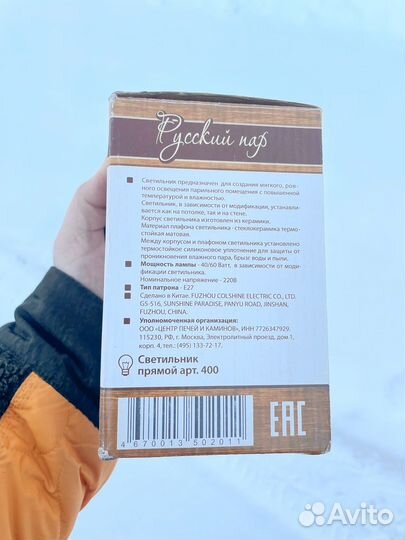 Русский пар
Светильник предназначен для создания мягкого, ров-
ного освещения парильного помещения с повышенной
температурой и влажностью.
Светильник, в зависимости от модификации, устанавли-
вается как на потолке, так и на стене.
Корпус светильника изготовлен из керамики.
Материал плафона светильника - стеклокерамика термо-
стойкая матовая.
Между корпусом и плафоном светильника установлено
термостойкое силиконовое уплотнение для защиты от
проникновения влажного пара, брызг воды и пыли.
Мощность лампы - 40/60 Ватт, в зависимости от моди-
фикации светильника.
Номинальное напряжение - 220В
Тип патрона - E27
Сделано в Китае. FUZHOU COLSHINE ELECTRIC CO., LTD.
GS-516, SUNSHINE PARADISE, PANYU ROAD, JINSHAN,
FUZHOU, CHINA.
Уполномоченная организация:
ООО «ЦЕНТР ПЕЧЕЙ И КАМИНОВ», ИНН 7726347929,
115230, РФ, г. Москва, Электролитный проезд, дом 1,
корп. 4, тел.: (495) 133-72-17.
Светильник
прямой арт. 400
4 670013 502011
EAC
Avito